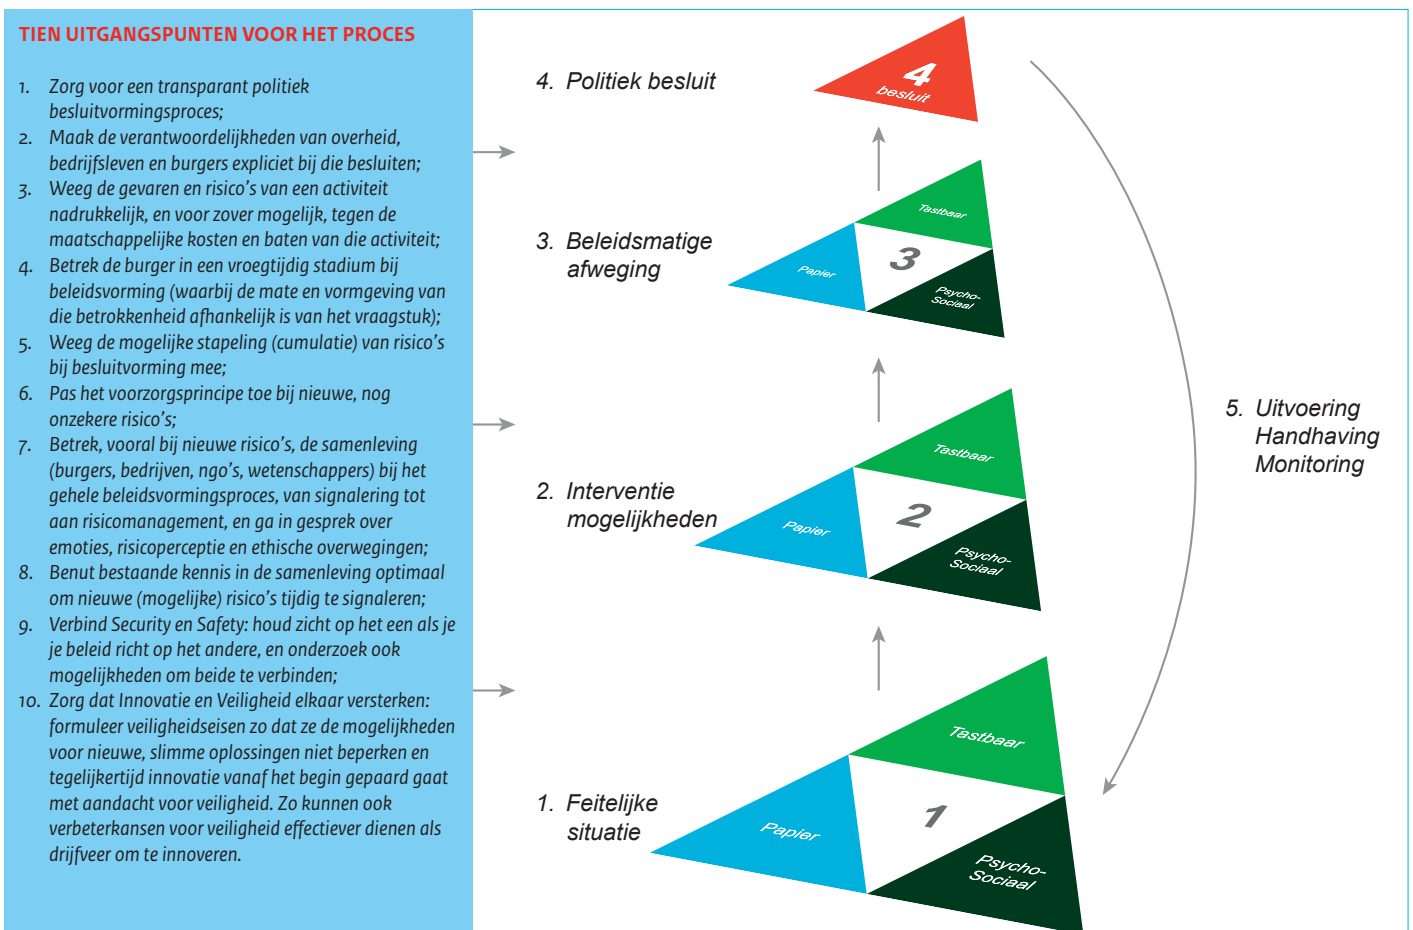 TIEN UITGANGSPUNTEN VOOR HET PROCES
1. Zorg voor een transparant politiek
besluitvormingsproces;
2. Maak de verantwoordelijkheden van overheid,
bedrijfsleven en burgers expliciet bij die besluiten;
3. Weeg de gevaren en risico's van een activiteit
nadrukkelijk, en voor zover mogelijk, tegen de
maatschappelijke kosten en baten van die activiteit;
4. Betrek de burger in een vroegtijdig stadium bij
beleidsvorming (waarbij de mate en vormgeving van
die betrokkenheid afhankelijk is van het vraagstuk);
5. Weeg de mogelijke stapeling (cumulatie) van risico's
bij besluitvorming mee;
6. Pas het voorzorgsprincipe toe bij nieuwe, nog
onzekere risico's;
7. Betrek, vooral bij nieuwe risico's, de samenleving
(burgers, bedrijven, ngo's, wetenschappers) bij het
gehele beleidsvormingsproces, van signalering tot
aan risicomanagement, en ga in gesprek over
emoties, risicoperceptie en ethische overwegingen;
8. Benut bestaande kennis in de samenleving optimaal
om nieuwe (mogelijke) risico's tijdig te signaleren;
9. Verbind Security en Safety: houd zicht op het een als je
je beleid richt op het andere, en onderzoek ook
mogelijkheden om beide te verbinden;
10. Zorg dat Innovatie en Veiligheid elkaar versterken:
formuleer veiligheidseisen zo dat ze de mogelijkheden
voor nieuwe, slimme oplossingen niet beperken en
tegelijkertijd innovatie vanaf het begin gepaard gaat
met aandacht voor veiligheid. Zo kunnen ook
verbeterkansen voor veiligheid effectiever dienen als
drijfveer om te innoveren.
4. Politiek besluit
4
besluit
3. Beleidsmatige
afweging
Tastbaar
Papier
3
Psycho-
Sociaal
2. Interventie
mogelijkheden
Tastbaar
Papier
2
Psycho-
Sociaal
1. Feitelijke
situatie
Tastbaar
Papier
1
Psycho-
Sociaal
5. Uitvoering
Handhaving
Monitoring